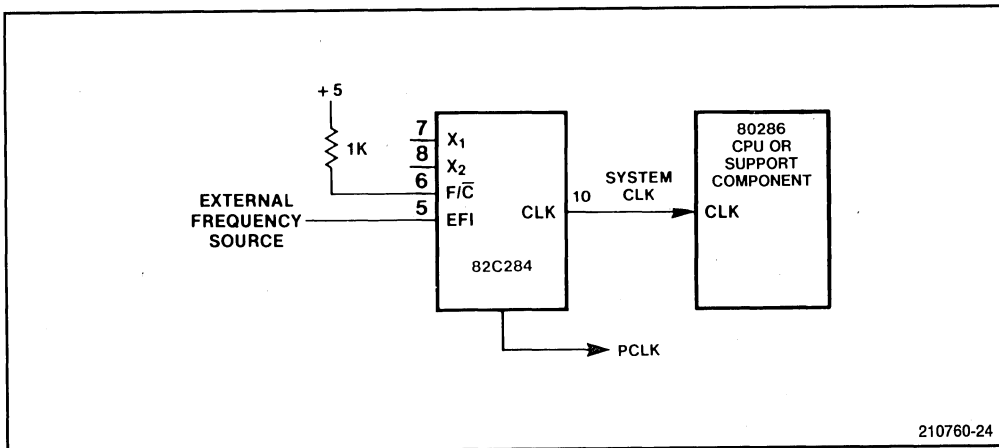 + 5
1K
EXTERNAL
FREQUENCY
SOURCE
7
8
6
5
X₁
X₂
F/C̅
EFI
CLK
82C284
10
SYSTEM
CLK
80286
CPU OR
SUPPORT
COMPONENT
CLK
PCLK
210760-24